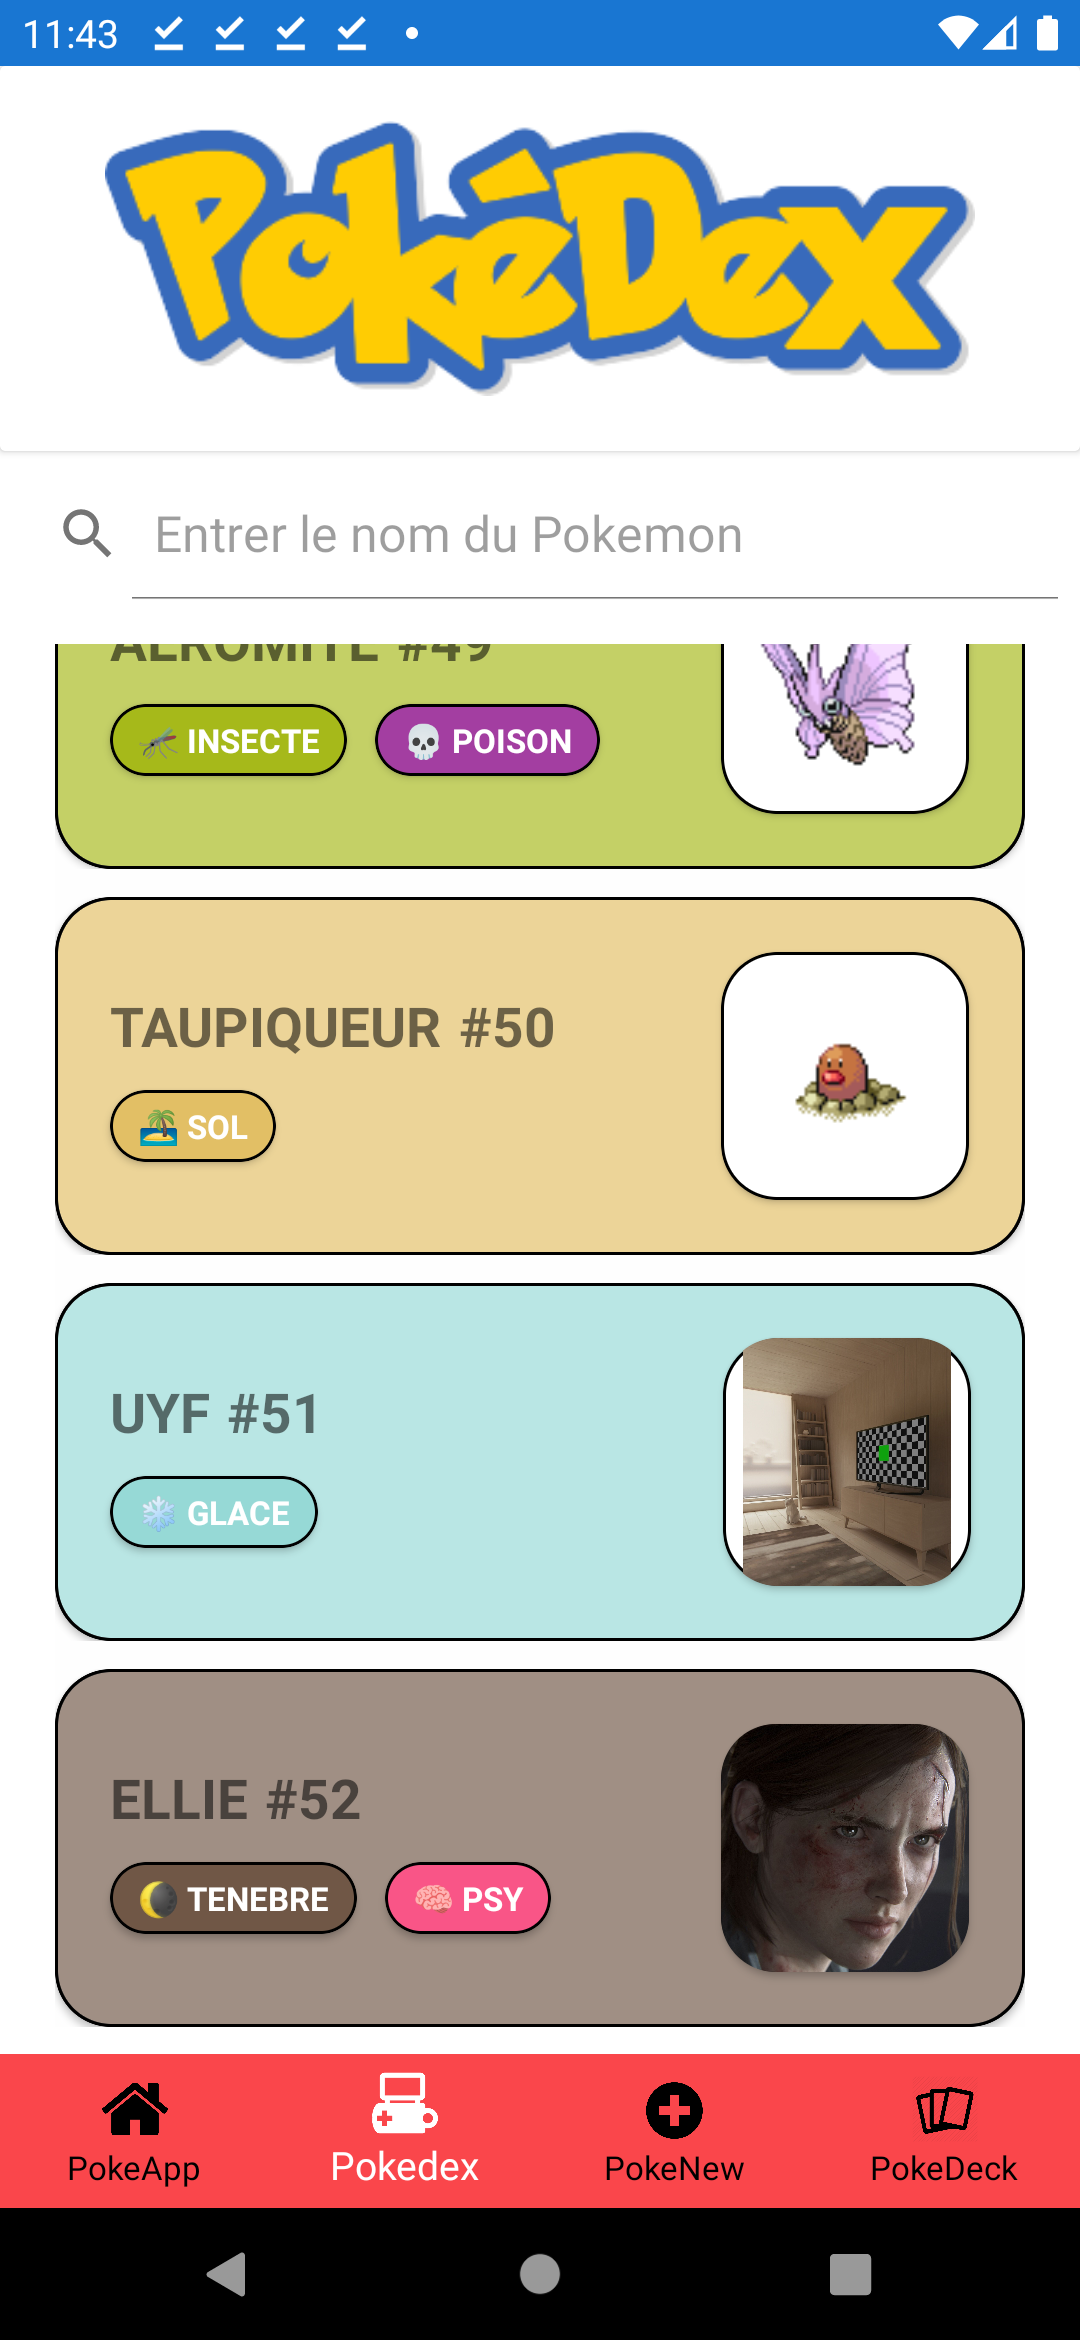 11:43
PokéDex
Entrer le nom du Pokemon
AEROMITE #49
INSECTE POISON
TAUPIQUEUR #50
SOL
UYF #51
GLACE
ELLIE #52
TENEBRE PSY
PokeApp Pokedex PokeNew PokeDeck